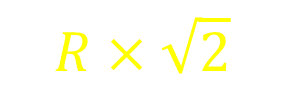 R × √2